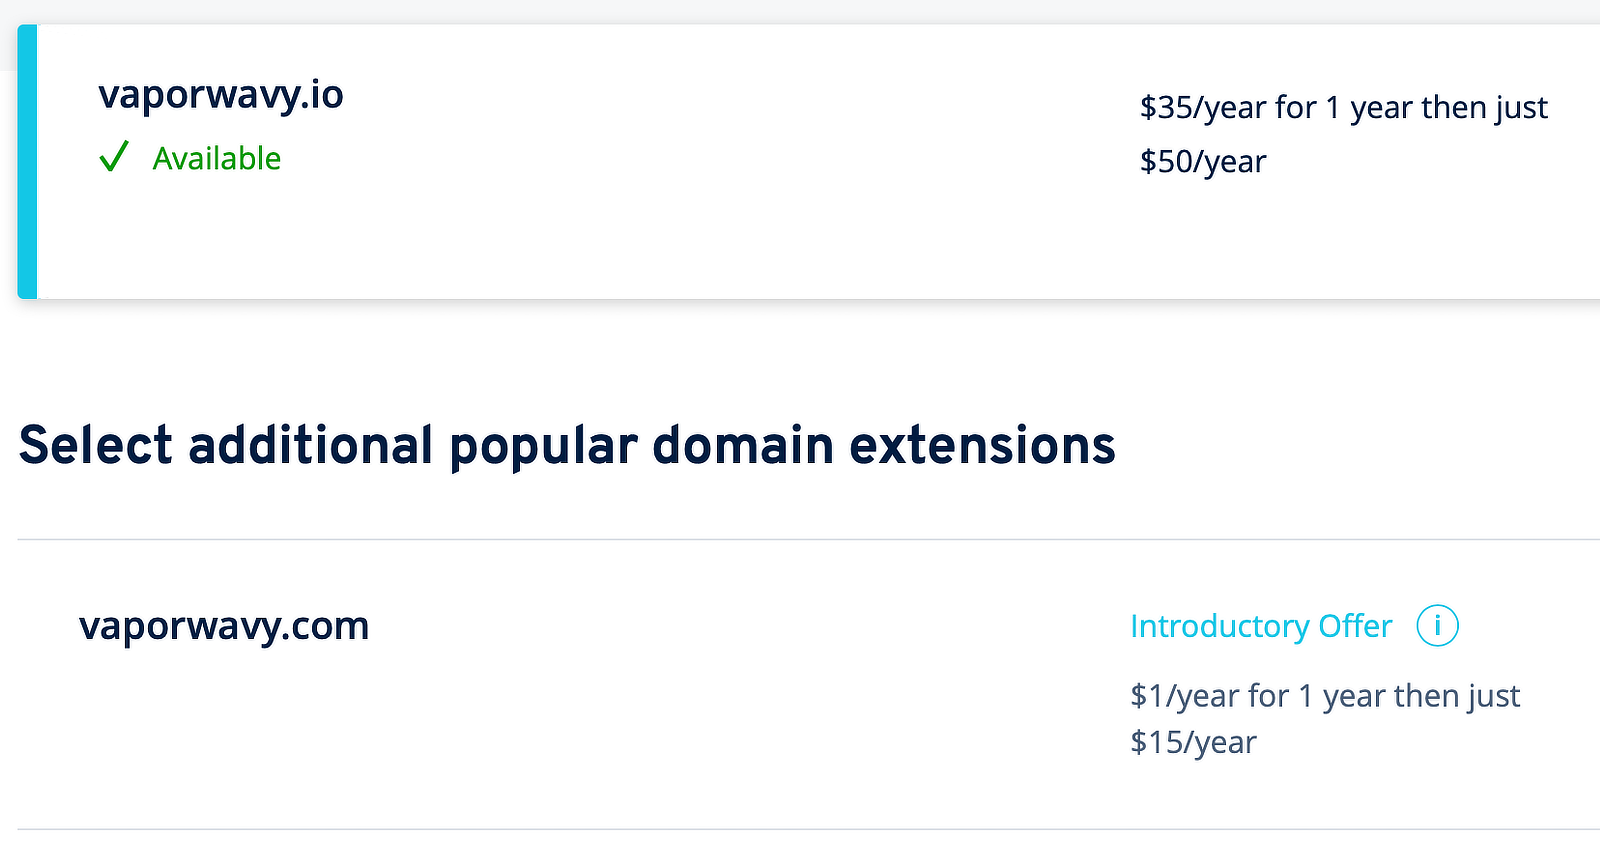 vaporwavy.io
Available
$35/year for 1 year then just
$50/year
Select additional popular domain extensions
vaporwavy.com
Introductory Offer i
$1/year for 1 year then just
$15/year